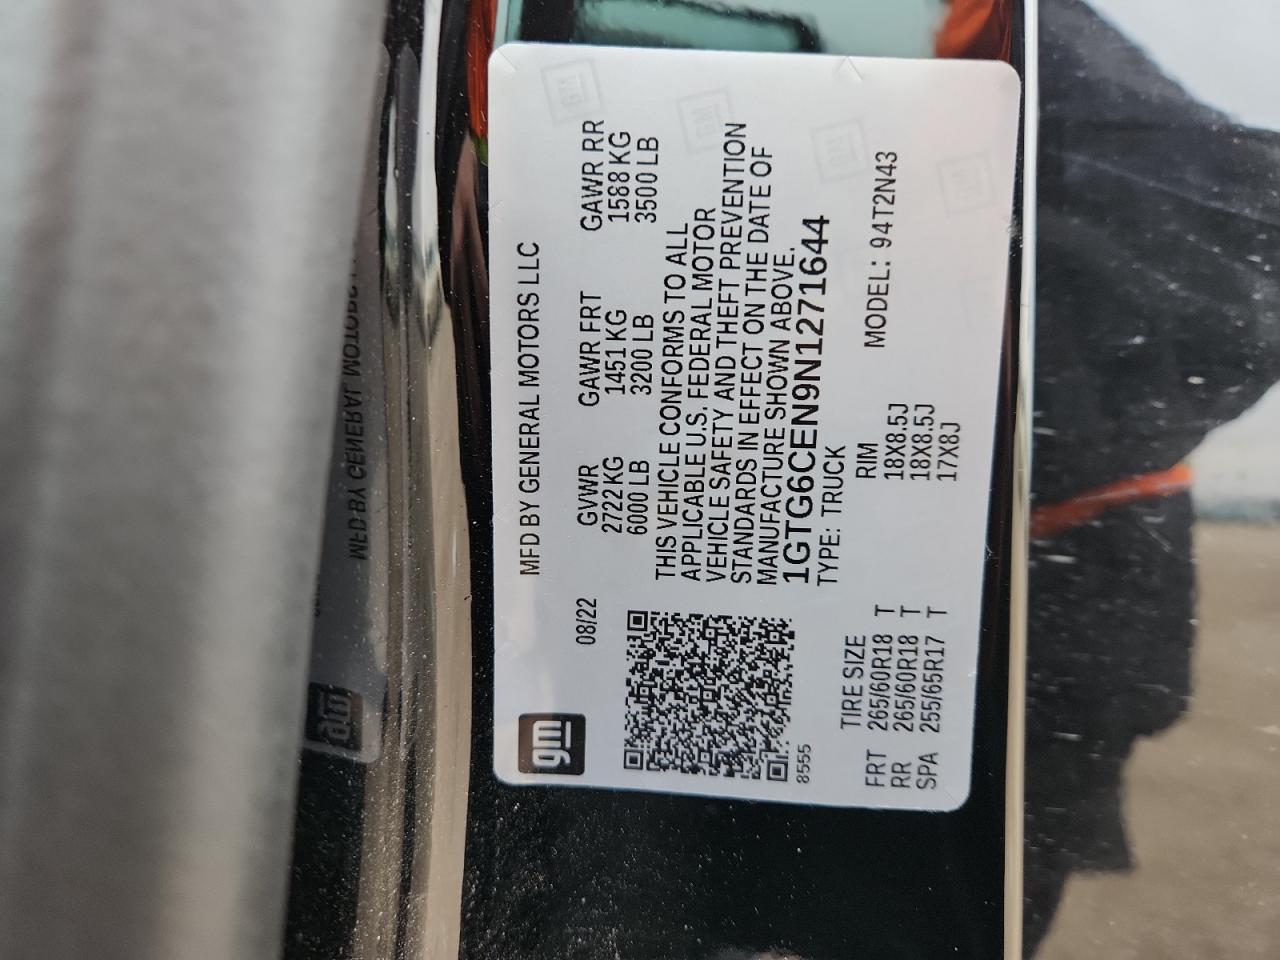 gm
MFD BY GENERAL MOTORS LLC
08/22
GVWR GAWR FRT GAWR RR
2722 KG 1451 KG 1588 KG
6000 LB 3200 LB 3500 LB
THIS VEHICLE CONFORMS TO ALL
APPLICABLE U.S. FEDERAL MOTOR
VEHICLE SAFETY AND THEFT PREVENTION
STANDARDS IN EFFECT ON THE DATE OF
MANUFACTURE SHOWN ABOVE.
1GTG6CEN9N1271644
8555
TYPE: TRUCK
MODEL: 94T2N43
TIRE SIZE RIM
FRT 265/60R18 T 18X8.5J
RR 265/60R18 T 18X8.5J
SPA 255/65R17 T 17X8J
GM
GM
GM
GM
MFD BY GENERAL MOTORS
gm